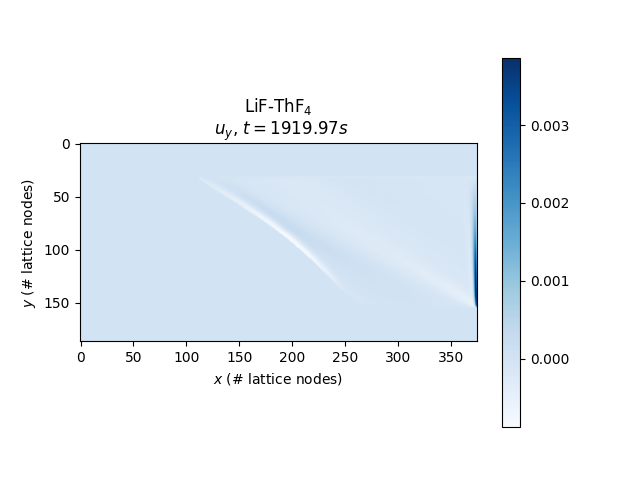 LiF-ThF₄
u_y, t = 1919.97s
0
50
100
150
y (# lattice nodes)
0 50 100 150 200 250 300 350
x (# lattice nodes)
0.003
0.002
0.001
0.000